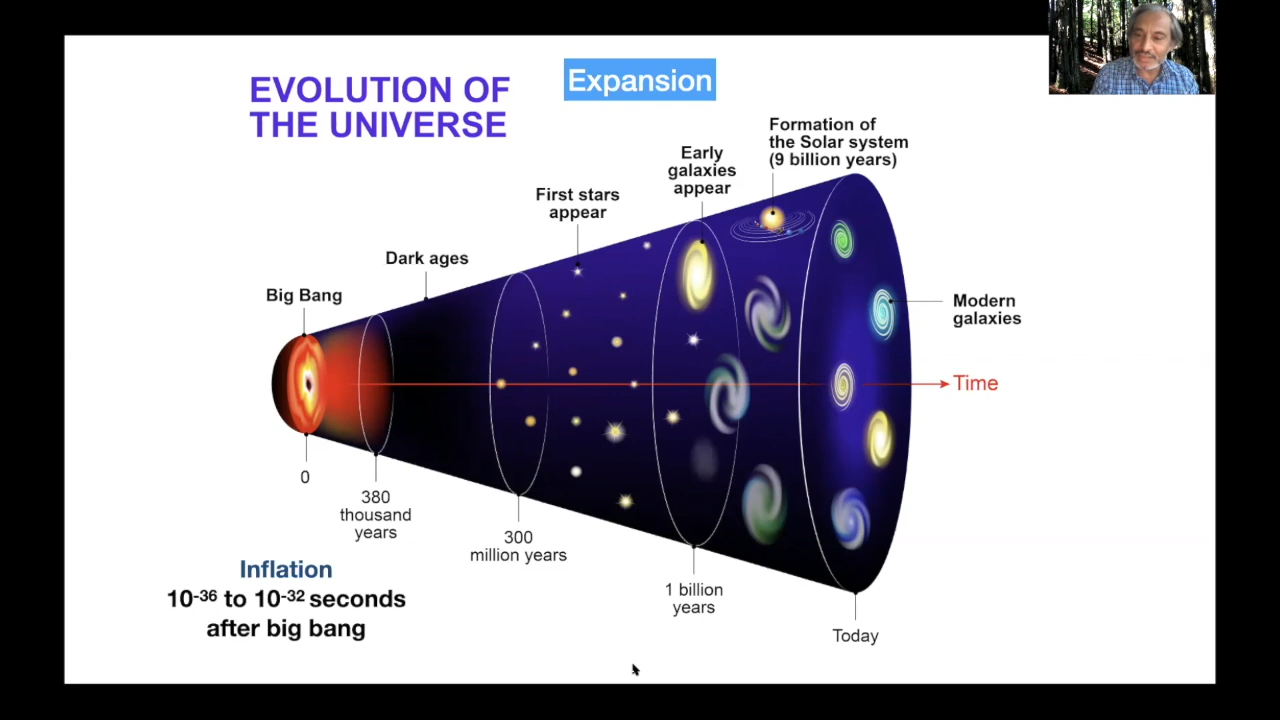 EVOLUTION OF
THE UNIVERSE
Expansion
Formation of
the Solar system
(9 billion years)
Early
galaxies
appear
First stars
appear
Dark ages
Big Bang
Modern
galaxies
Time
0
380
thousand
years
300
million years
1 billion
years
Today
Inflation
10-36 to 10-32 seconds
after big bang